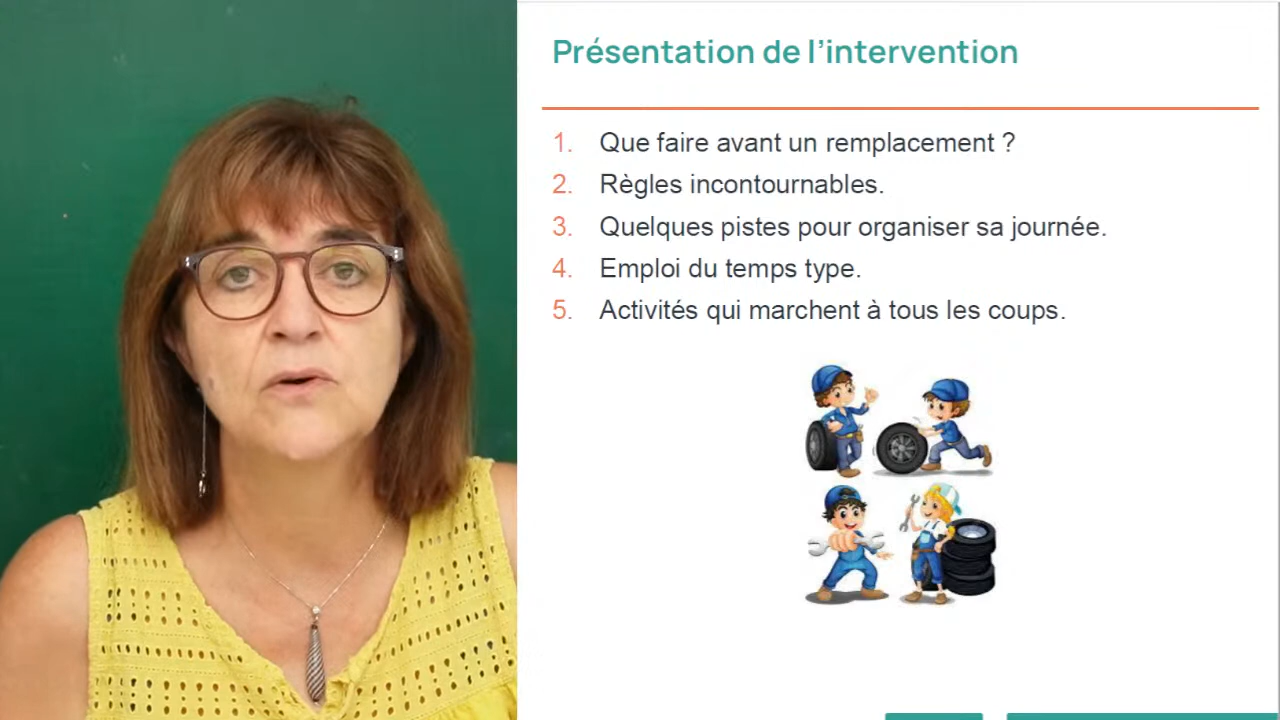 Présentation de l’intervention
1. Que faire avant un remplacement ?
2. Règles incontournables.
3. Quelques pistes pour organiser sa journée.
4. Emploi du temps type.
5. Activités qui marchent à tous les coups.